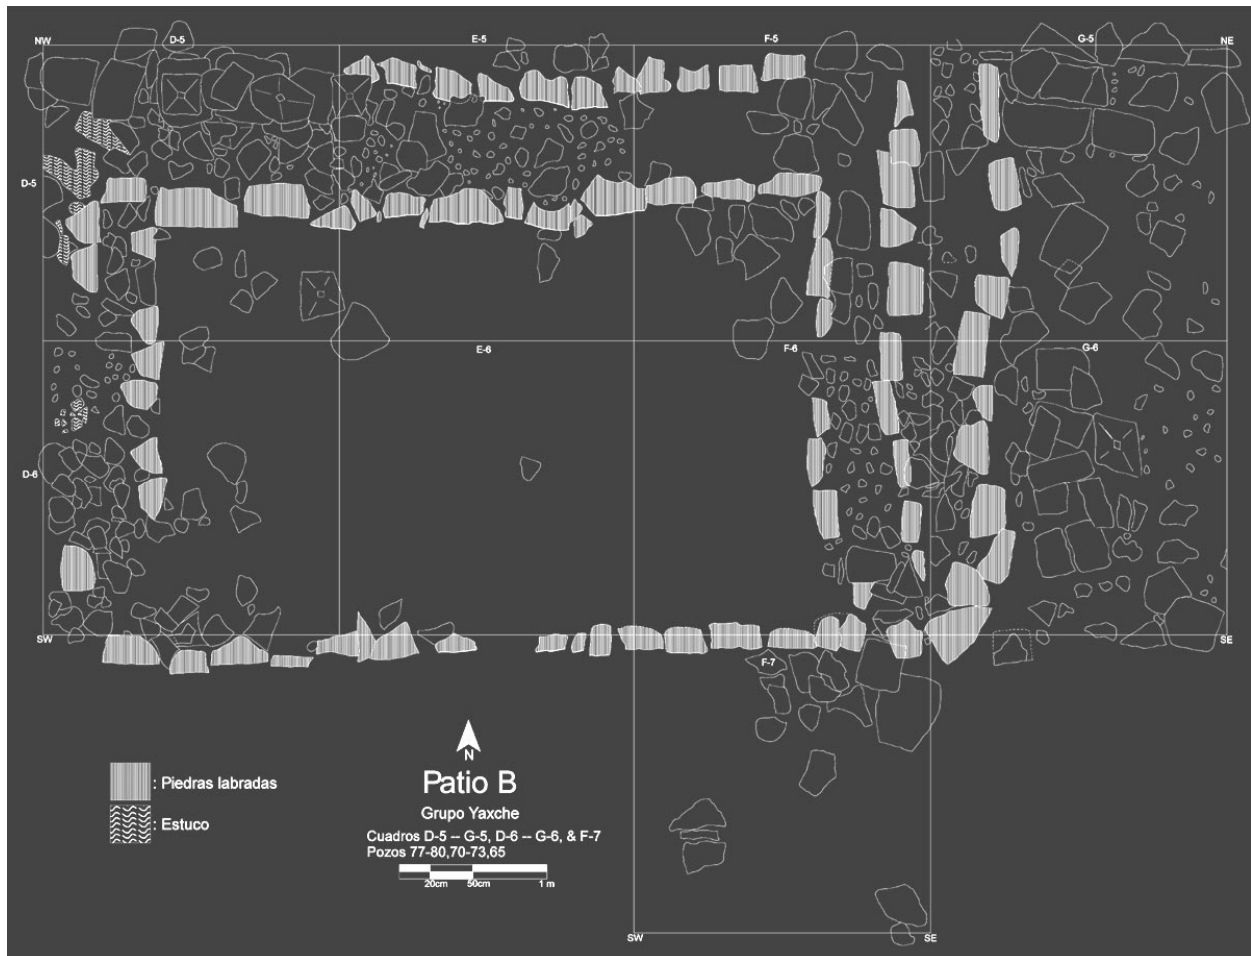 NW D-5 E-5 F-5 G-5 NE
D-5
E-6 F-6 G-6
D-6
SW SE
F-7
N
Patio B
Grupo Yaxche
Cuadros D-5 -- G-5, D-6 -- G-6, & F-7
Pozos 77-80,70-73,65
20cm 50cm 1 m
: Piedras labradas
: Estuco
SW SE